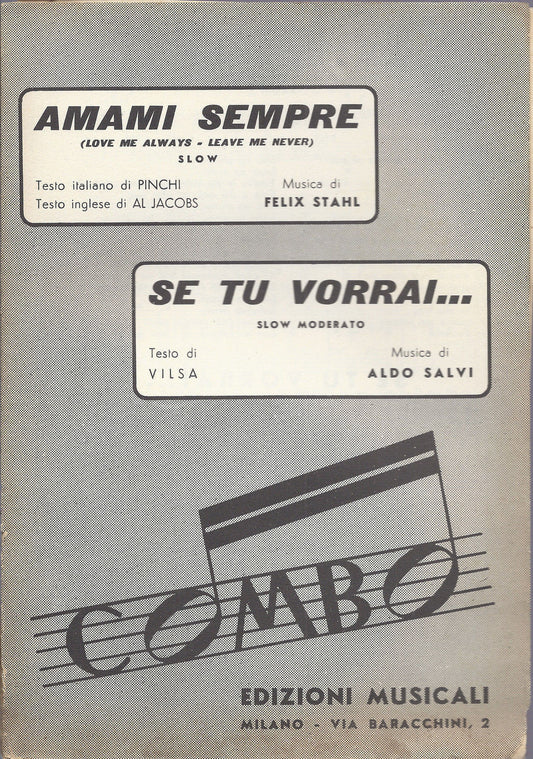 AMAMI SEMPRE
(LOVE ME ALWAYS - LEAVE ME NEVER)
SLOW
Testo italiano di PINCHI
Testo inglese di AL JACOBS
Musica di
FELIX STAHL
SE TU VORRAI...
SLOW MODERATO
Testo di
VILSA
Musica di
ALDO SALVI
COMBO
EDIZIONI MUSICALI
MILANO - VIA BARACCHINI, 2